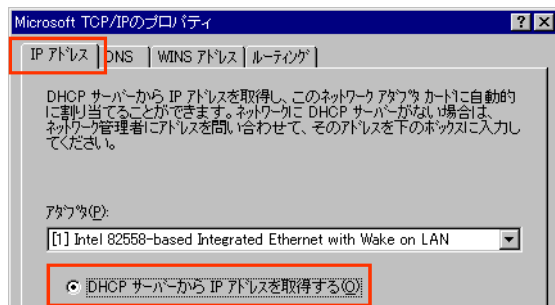 Microsoft TCP/IPのプロパティ
IP ｱﾄﾞﾚｽ DNS WINS ｱﾄﾞﾚｽ ﾙｰﾃｨﾝｸﾞ
DHCP ｻｰﾊﾞｰから IP ｱﾄﾞﾚｽを取得し、このﾈｯﾄﾜｰｸ ｱﾀﾞﾌﾟﾀ ｶｰﾄﾞに自動的
に割り当てることができます。ﾈｯﾄﾜｰｸに DHCP ｻｰﾊﾞｰがない場合は、
ﾈｯﾄﾜｰｸ管理者にｱﾄﾞﾚｽを問い合わせて、そのｱﾄﾞﾚｽを下のﾎﾞｯｸｽに入力し
てください。
ｱﾀﾞﾌﾟﾀ(P):
[1] Intel 82558-based Integrated Ethernet with Wake on LAN
DHCP ｻｰﾊﾞｰから IP ｱﾄﾞﾚｽを取得する(O)